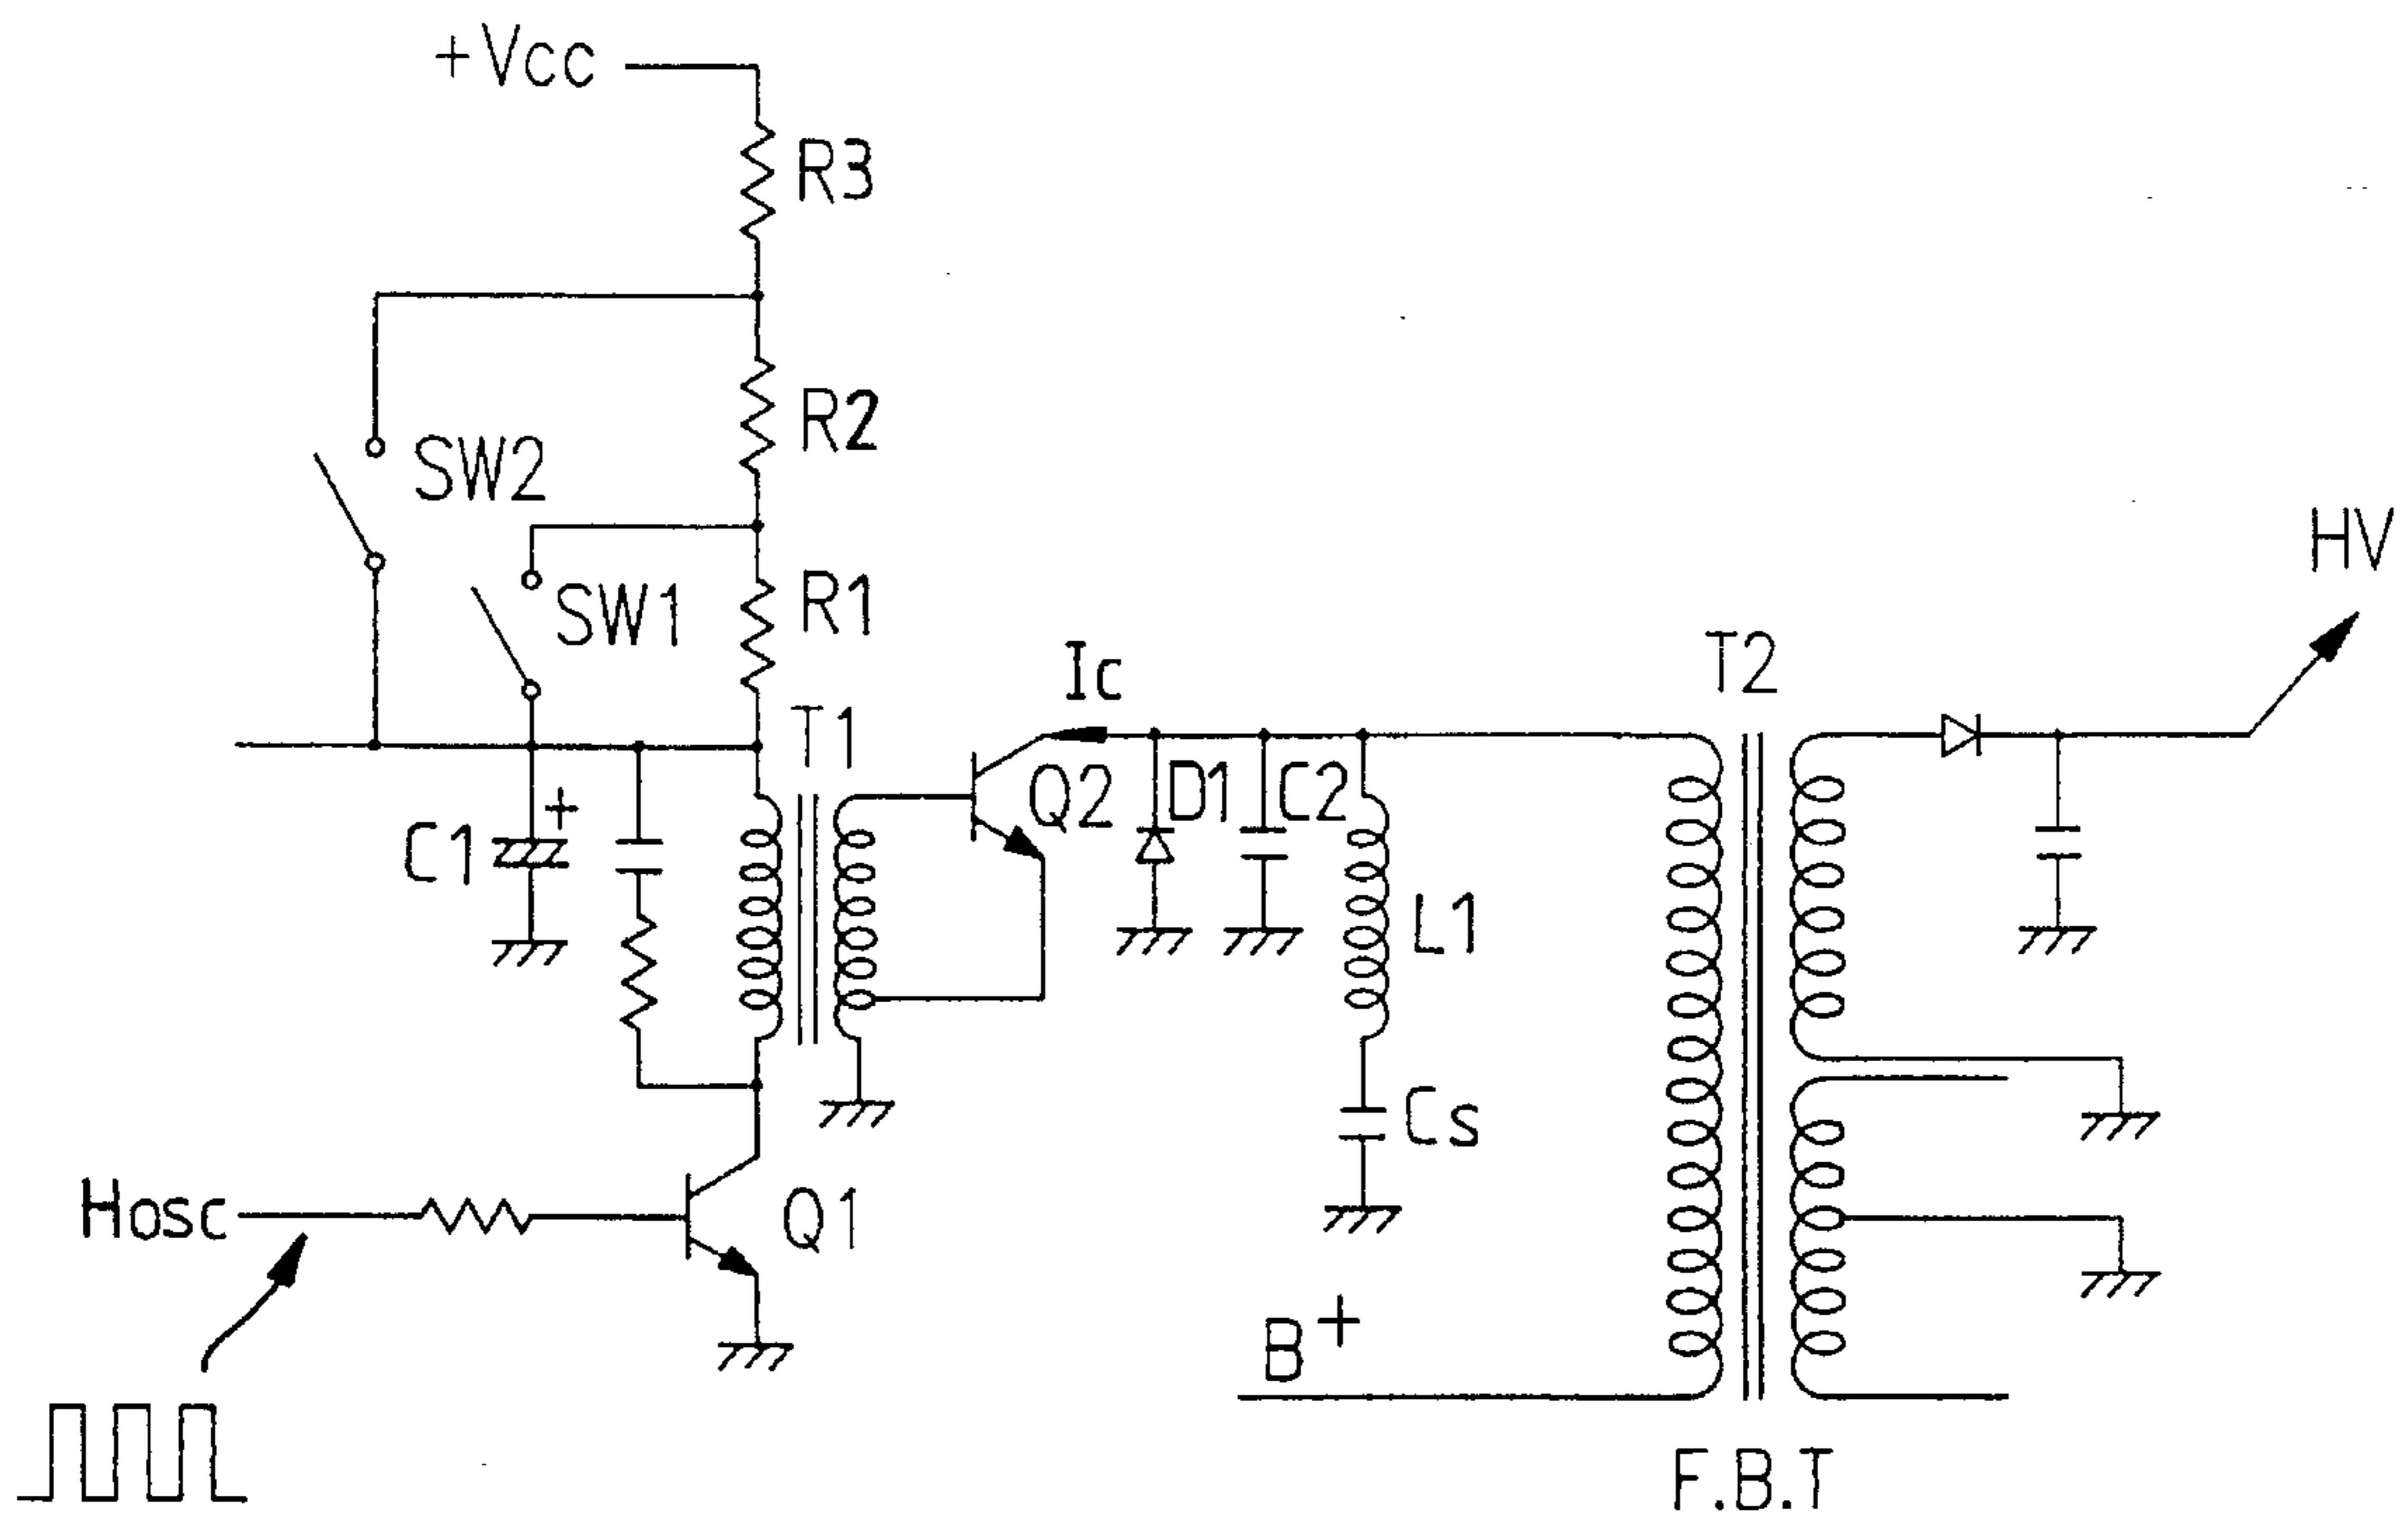 +Vcc
R3
R2
SW2
HV
SW1
R1
Ic
T2
T1
Q2
D1
C2
+
C1
L1
Cs
Hosc
Q1
B+
F.B.T